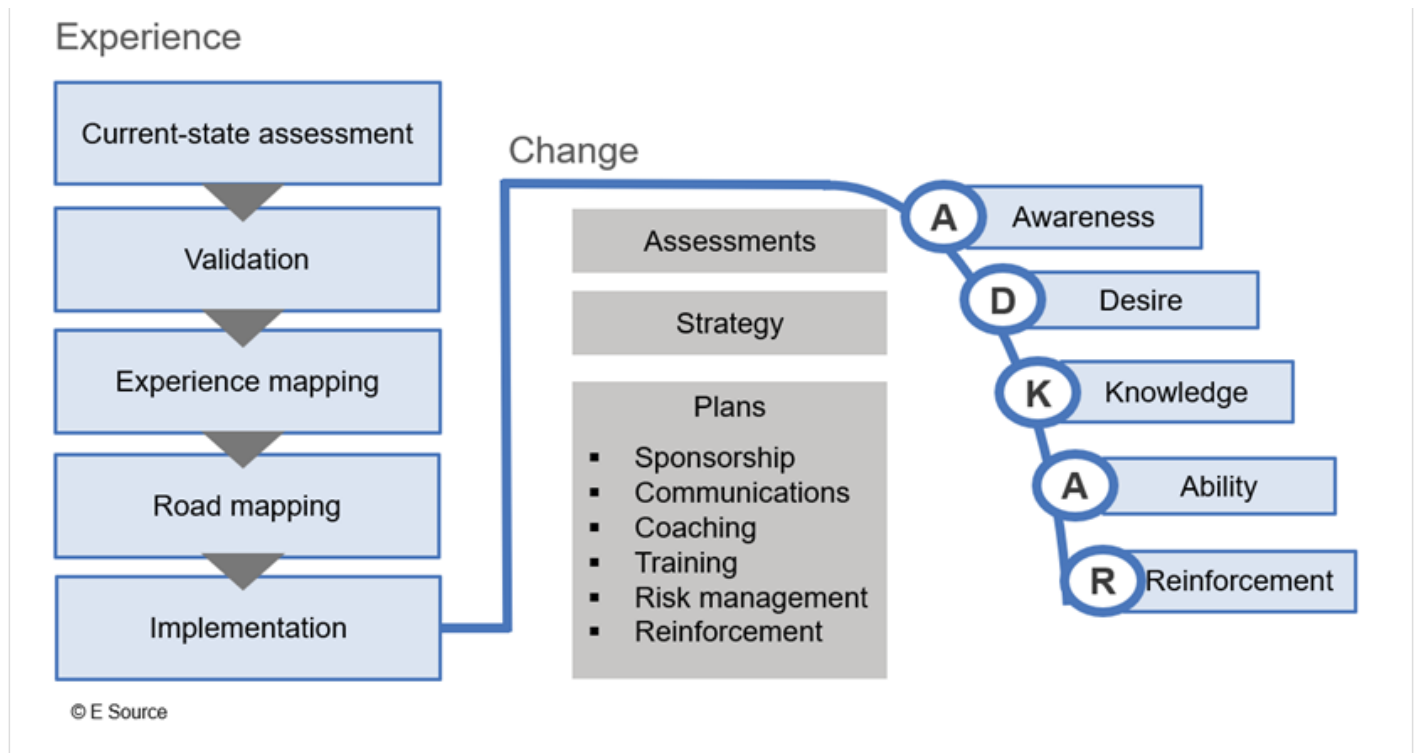 Experience
Current-state assessment
Validation
Experience mapping
Road mapping
Implementation
Change
Assessments
Strategy
Plans
▪ Sponsorship
▪ Communications
▪ Coaching
▪ Training
▪ Risk management
▪ Reinforcement
A Awareness
D Desire
K Knowledge
A Ability
R Reinforcement
© E Source